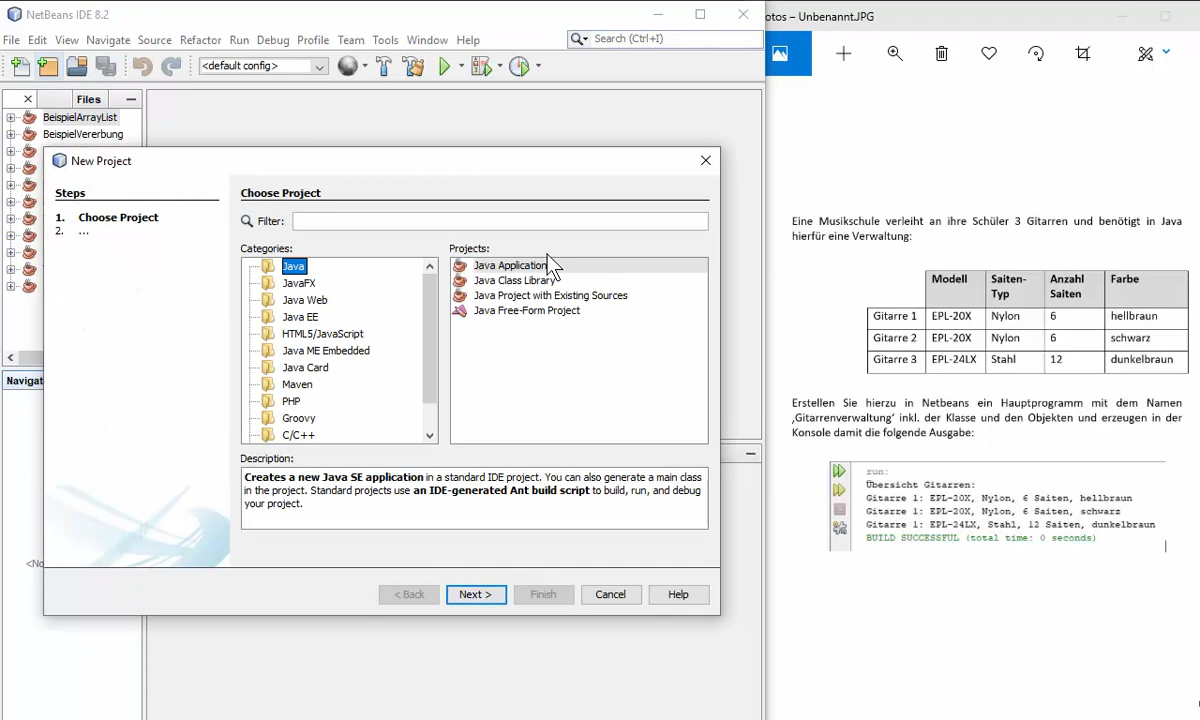 NetBeans IDE 8.2
File Edit View Navigate Source Refactor Run Debug Profile Team Tools Window Help
Search (Ctrl+I)
<default config>
Files
BeispielArrayList
BeispielVererbung
Navigat
<No
New Project
Steps
1. Choose Project
2. ...
Choose Project
Filter:
Categories:
Java
JavaFX
Java Web
Java EE
HTML5/JavaScript
Java ME Embedded
Java Card
Maven
PHP
Groovy
C/C++
Projects:
Java Application
Java Class Library
Java Project with Existing Sources
Java Free-Form Project
Description:
Creates a new Java SE application in a standard IDE project. You can also generate a main class
in the project. Standard projects use an IDE-generated Ant build script to build, run, and debug
your project.
< Back Next > Finish Cancel Help
otos – Unbenannt.JPG
Eine Musikschule verleiht an ihre Schüler 3 Gitarren und benötigt in Java
hierfür eine Verwaltung:
Modell Saiten-Typ Anzahl Saiten Farbe
Gitarre 1 EPL-20X Nylon 6 hellbraun
Gitarre 2 EPL-20X Nylon 6 schwarz
Gitarre 3 EPL-24LX Stahl 12 dunkelbraun
Erstellen Sie hierzu in Netbeans ein Hauptprogramm mit dem Namen
‚Gitarrenverwaltung‘ inkl. der Klasse und den Objekten und erzeugen in der
Konsole damit die folgende Ausgabe:
run:
Übersicht Gitarren:
Gitarre 1: EPL-20X, Nylon, 6 Saiten, hellbraun
Gitarre 1: EPL-20X, Nylon, 6 Saiten, schwarz
Gitarre 1: EPL-24LX, Stahl, 12 Saiten, dunkelbraun
BUILD SUCCESSFUL (total time: 0 seconds)